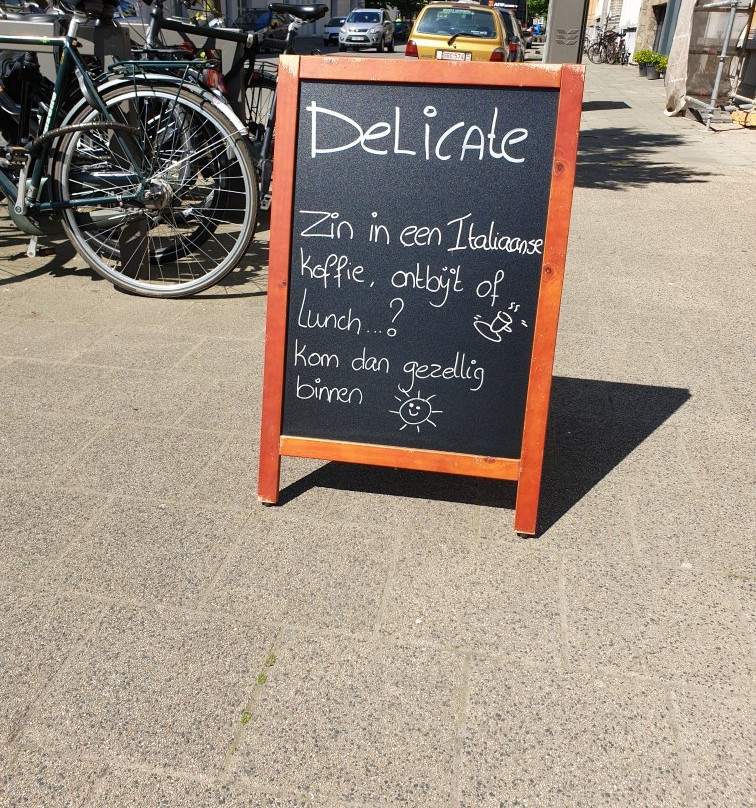 DeLiCAte
Zin in een Italiaanse
koffie, ontbijt of
Lunch...?
kom dan gezellig
binnen